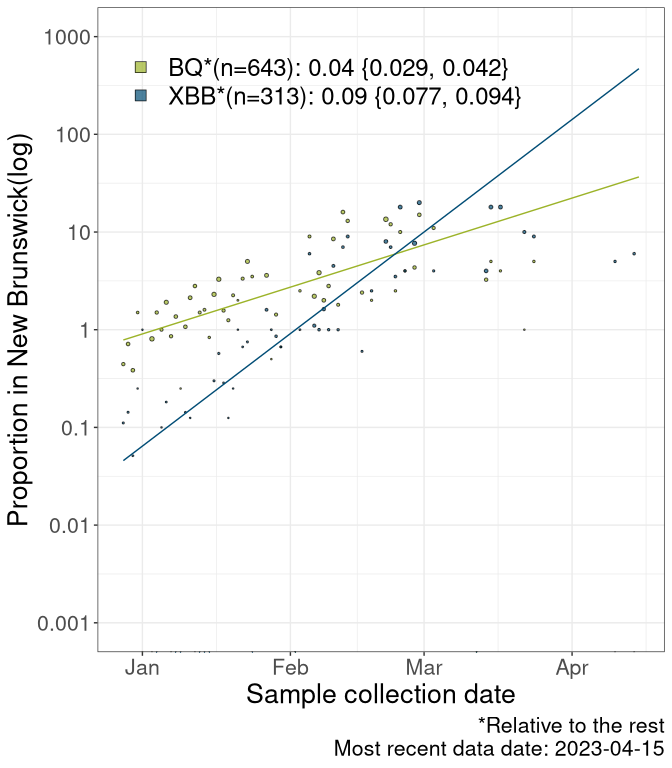 1000
100
10
1
0.1
0.01
0.001
Proportion in New Brunswick(log)
BQ*(n=643): 0.04 {0.029, 0.042}
XBB*(n=313): 0.09 {0.077, 0.094}
Jan Feb Mar Apr
Sample collection date
*Relative to the rest
Most recent data date: 2023-04-15